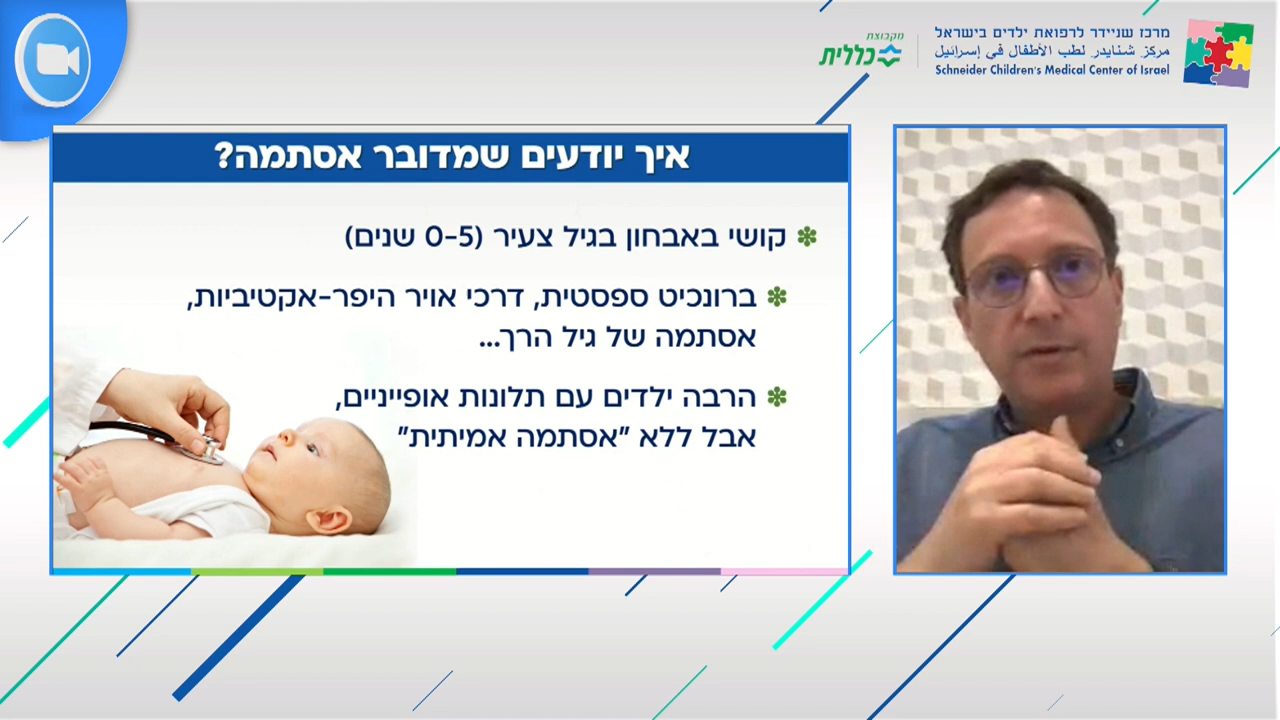 מקבוצת
כללית
מרכז שניידר לרפואת ילדים בישראל
مركز شنايدر لطب الأطفال في إسرائيل
Schneider Children's Medical Center of Israel
איך יודעים שמדובר אסתמה?
קושי באבחון בגיל צעיר (0-5 שנים)
ברונכיט ספסטית, דרכי אויר היפר-אקטיביות,
אסתמה של גיל הרך...
הרבה ילדים עם תלונות אופייניים,
אבל ללא "אסתמה אמיתית"